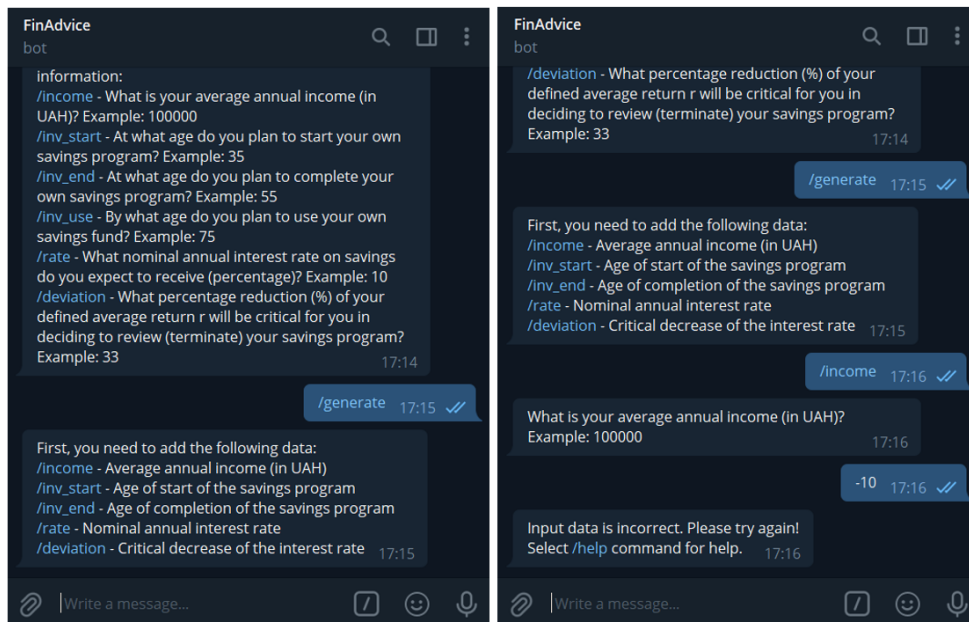 FinAdvice
bot
information:
/income - What is your average annual income (in
UAH)? Example: 100000
/inv_start - At what age do you plan to start your own
savings program? Example: 35
/inv_end - At what age do you plan to complete your
own savings program? Example: 55
/inv_use - By what age do you plan to use your own
savings fund? Example: 75
/rate - What nominal annual interest rate on savings
do you expect to receive (percentage)? Example: 10
/deviation - What percentage reduction (%) of your
defined average return r will be critical for you in
deciding to review (terminate) your savings program?
Example: 33
17:14
/generate 17:15
First, you need to add the following data:
/income - Average annual income (in UAH)
/inv_start - Age of start of the savings program
/inv_end - Age of completion of the savings program
/rate - Nominal annual interest rate
/deviation - Critical decrease of the interest rate 17:15
Write a message...
FinAdvice
bot
/deviation - What percentage reduction (%) of your
defined average return r will be critical for you in
deciding to review (terminate) your savings program?
Example: 33
17:14
/generate 17:15
First, you need to add the following data:
/income - Average annual income (in UAH)
/inv_start - Age of start of the savings program
/inv_end - Age of completion of the savings program
/rate - Nominal annual interest rate
/deviation - Critical decrease of the interest rate 17:15
/income 17:16
What is your average annual income (in UAH)?
Example: 100000
17:16
-10 17:16
Input data is incorrect. Please try again!
Select /help command for help. 17:16
Write a message...